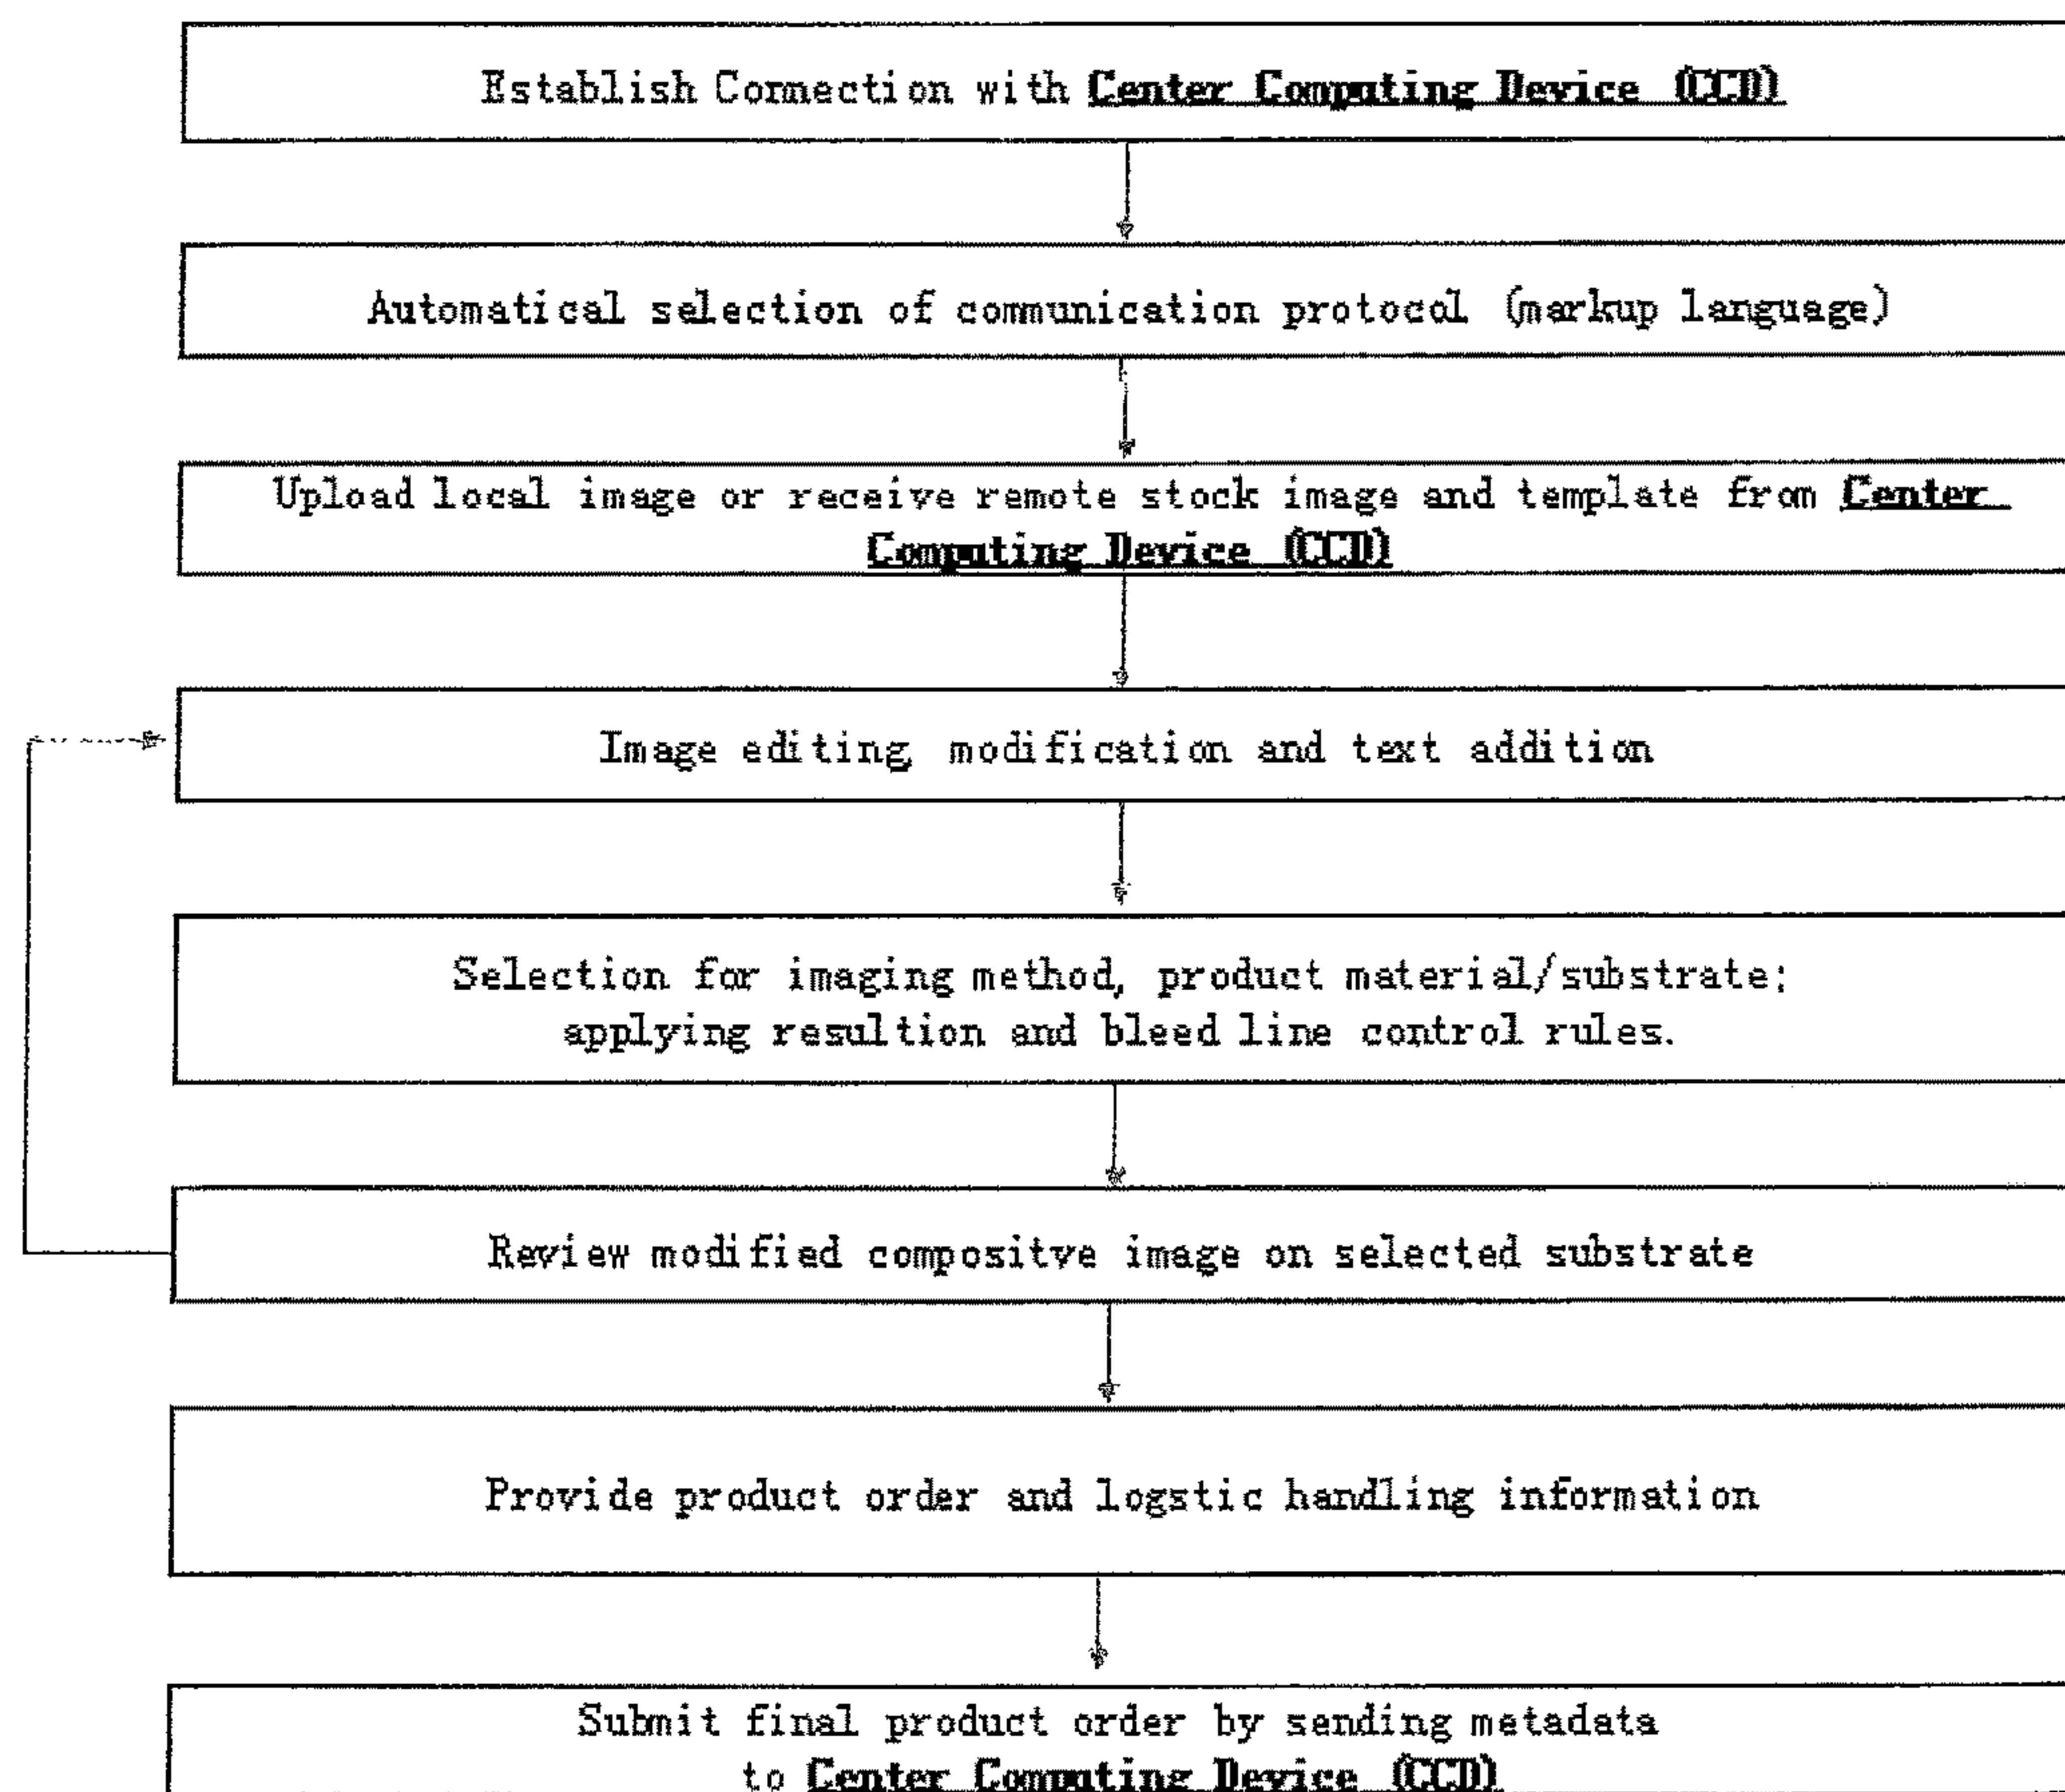 Establish Connection with Center Computing Device (CCD)
Automatical selection of communication protocol (markup language)
Upload local image or receive remote stock image and template from Center
Computing Device (CCD)
Image editing, modification and text addition
Selection for imaging method, product material/substrate;
applying resultion and bleed line control rules.
Review modified compositve image on selected substrate
Provide product order and logstic handling information
Submit final product order by sending metadata
to Center Computing Device (CCD)